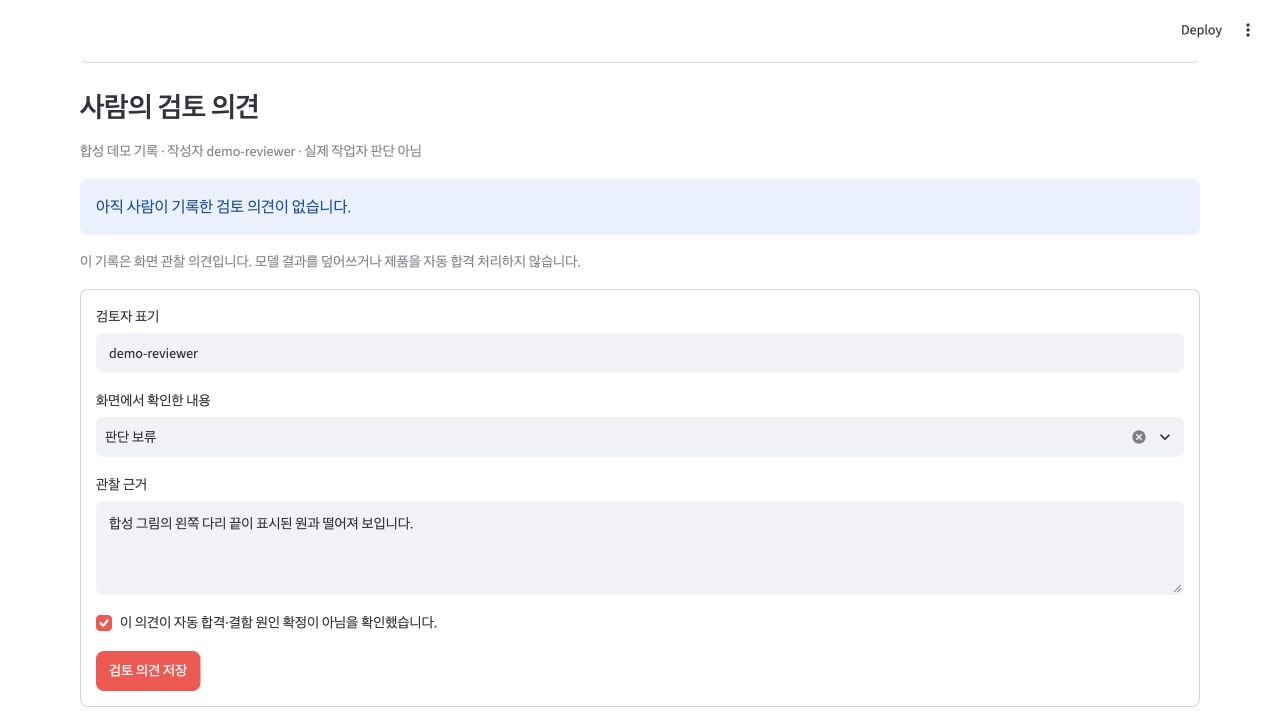 Deploy
사람의 검토 의견
합성 데모 기록 · 작성자 demo-reviewer · 실제 작업자 판단 아님
아직 사람이 기록한 검토 의견이 없습니다.
이 기록은 화면 관찰 의견입니다. 모델 결과를 덮어쓰거나 제품을 자동 합격 처리하지 않습니다.
검토자 표기
demo-reviewer
화면에서 확인한 내용
판단 보류
관찰 근거
합성 그림의 왼쪽 다리 끝이 표시된 원과 떨어져 보입니다.
이 의견이 자동 합격·결함 원인 확정이 아님을 확인했습니다.
검토 의견 저장